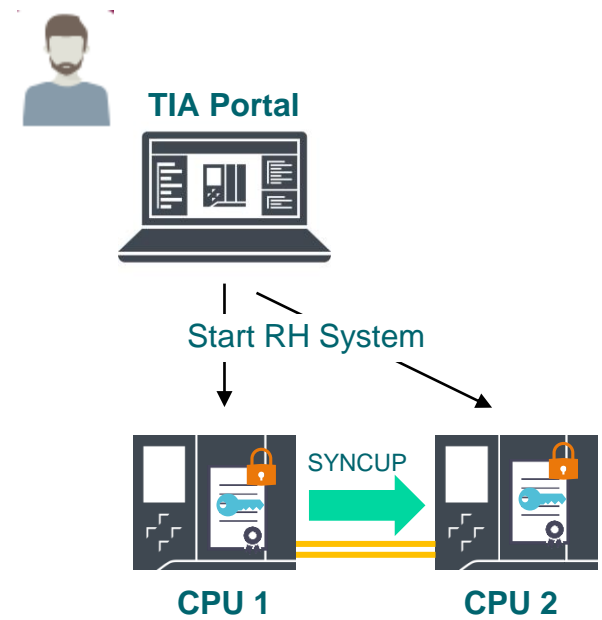 TIA Portal
Start RH System
SYNCUP
CPU 1
CPU 2